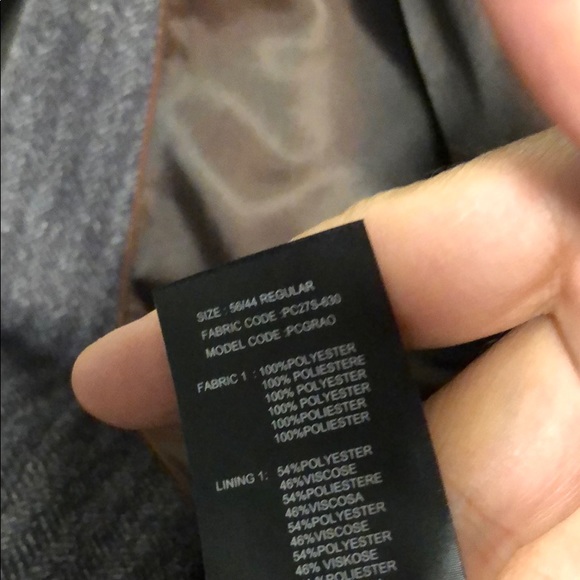 SIZE : 56/44 REGULAR
FABRIC CODE :PC27S-630
MODEL CODE :PCGRAO
FABRIC 1 : 100%POLYESTER
100% POLIESTERE
100% POLYESTER
100% POLYESTER
100% POLIESTER
100%POLIESTER
LINING 1: 54%POLYESTER
46%VISCOSE
54%POLIESTERE
46%VISCOSA
54%POLYESTER
46%VISCOSE
54%POLYESTER
46% VISKOSE
POLIESTER